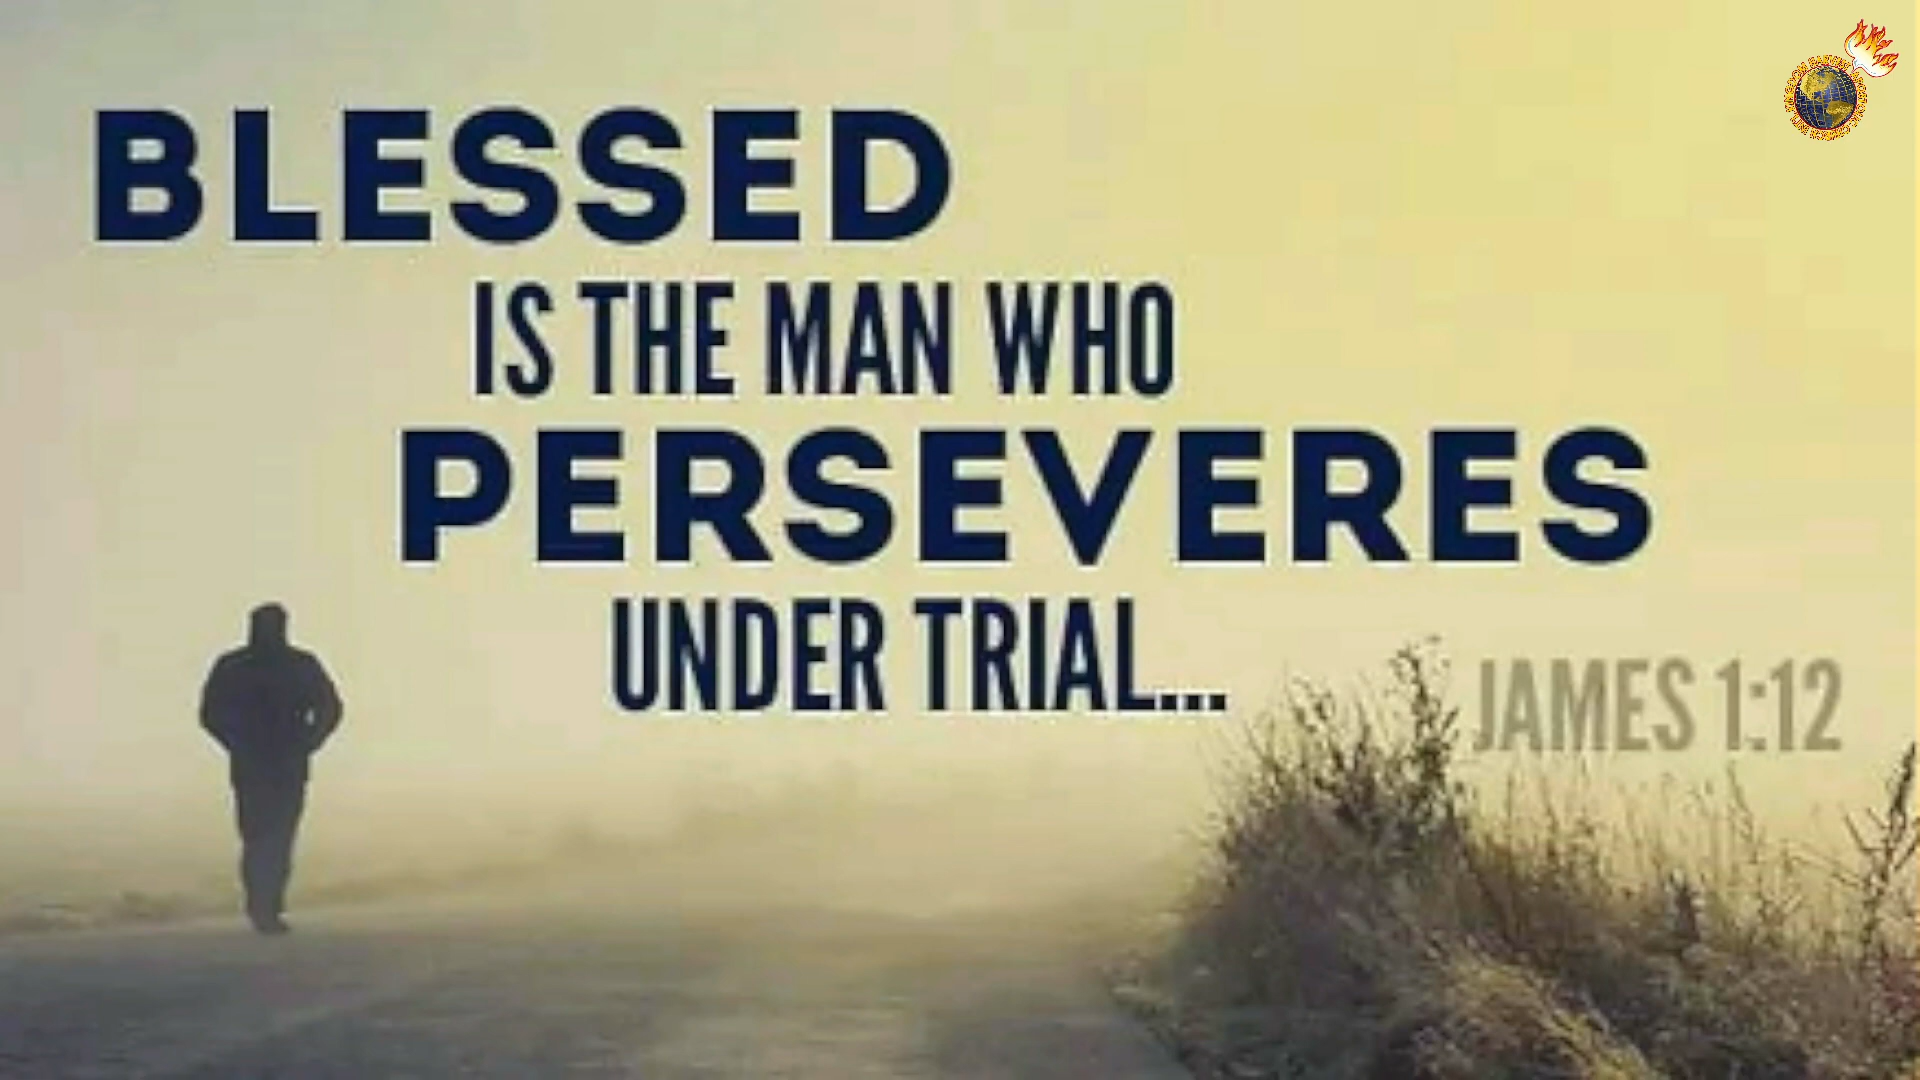 BLESSED
IS THE MAN WHO
PERSEVERES
UNDER TRIAL...
JAMES 1:12